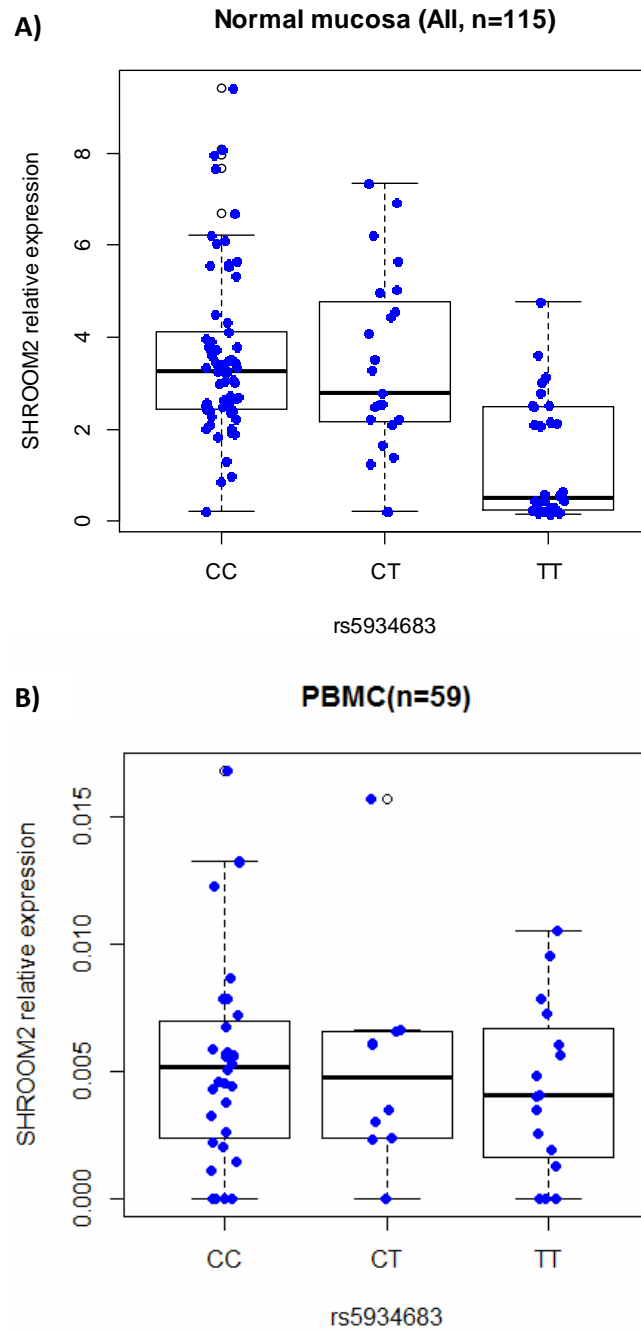 A)
Normal mucosa (All, n=115)
SHROOM2 relative expression
8
6
4
2
0
CC CT TT
rs5934683
B)
PBMC(n=59)
SHROOM2 relative expression
0.015
0.010
0.005
0.000
CC CT TT
rs5934683